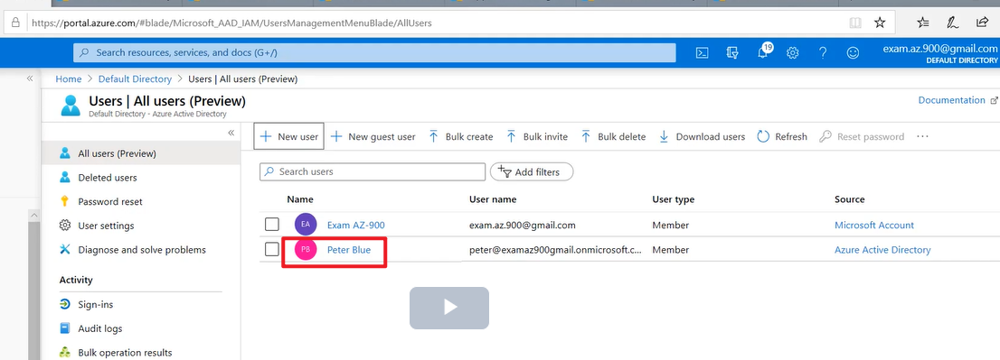 https://portal.azure.com/#blade/Microsoft_AAD_IAM/UsersManagementMenuBlade/AllUsers
Search resources, services, and docs (G+/)
19
exam.az.900@gmail.com
DEFAULT DIRECTORY
Home > Default Directory > Users | All users (Preview)
Users | All users (Preview)
Default Directory - Azure Active Directory
Documentation
« 
New user
New guest user
Bulk create
Bulk invite
Bulk delete
Download users
Refresh
Reset password
...
All users (Preview)
Deleted users
Password reset
User settings
Diagnose and solve problems
Activity
Sign-ins
Audit logs
Bulk operation results
Search users
Add filters
Name User name User type Source
EA Exam AZ-900 exam.az.900@gmail.com Member Microsoft Account
PB Peter Blue peter@examaz900gmail.onmicrosoft.c... Member Azure Active Directory